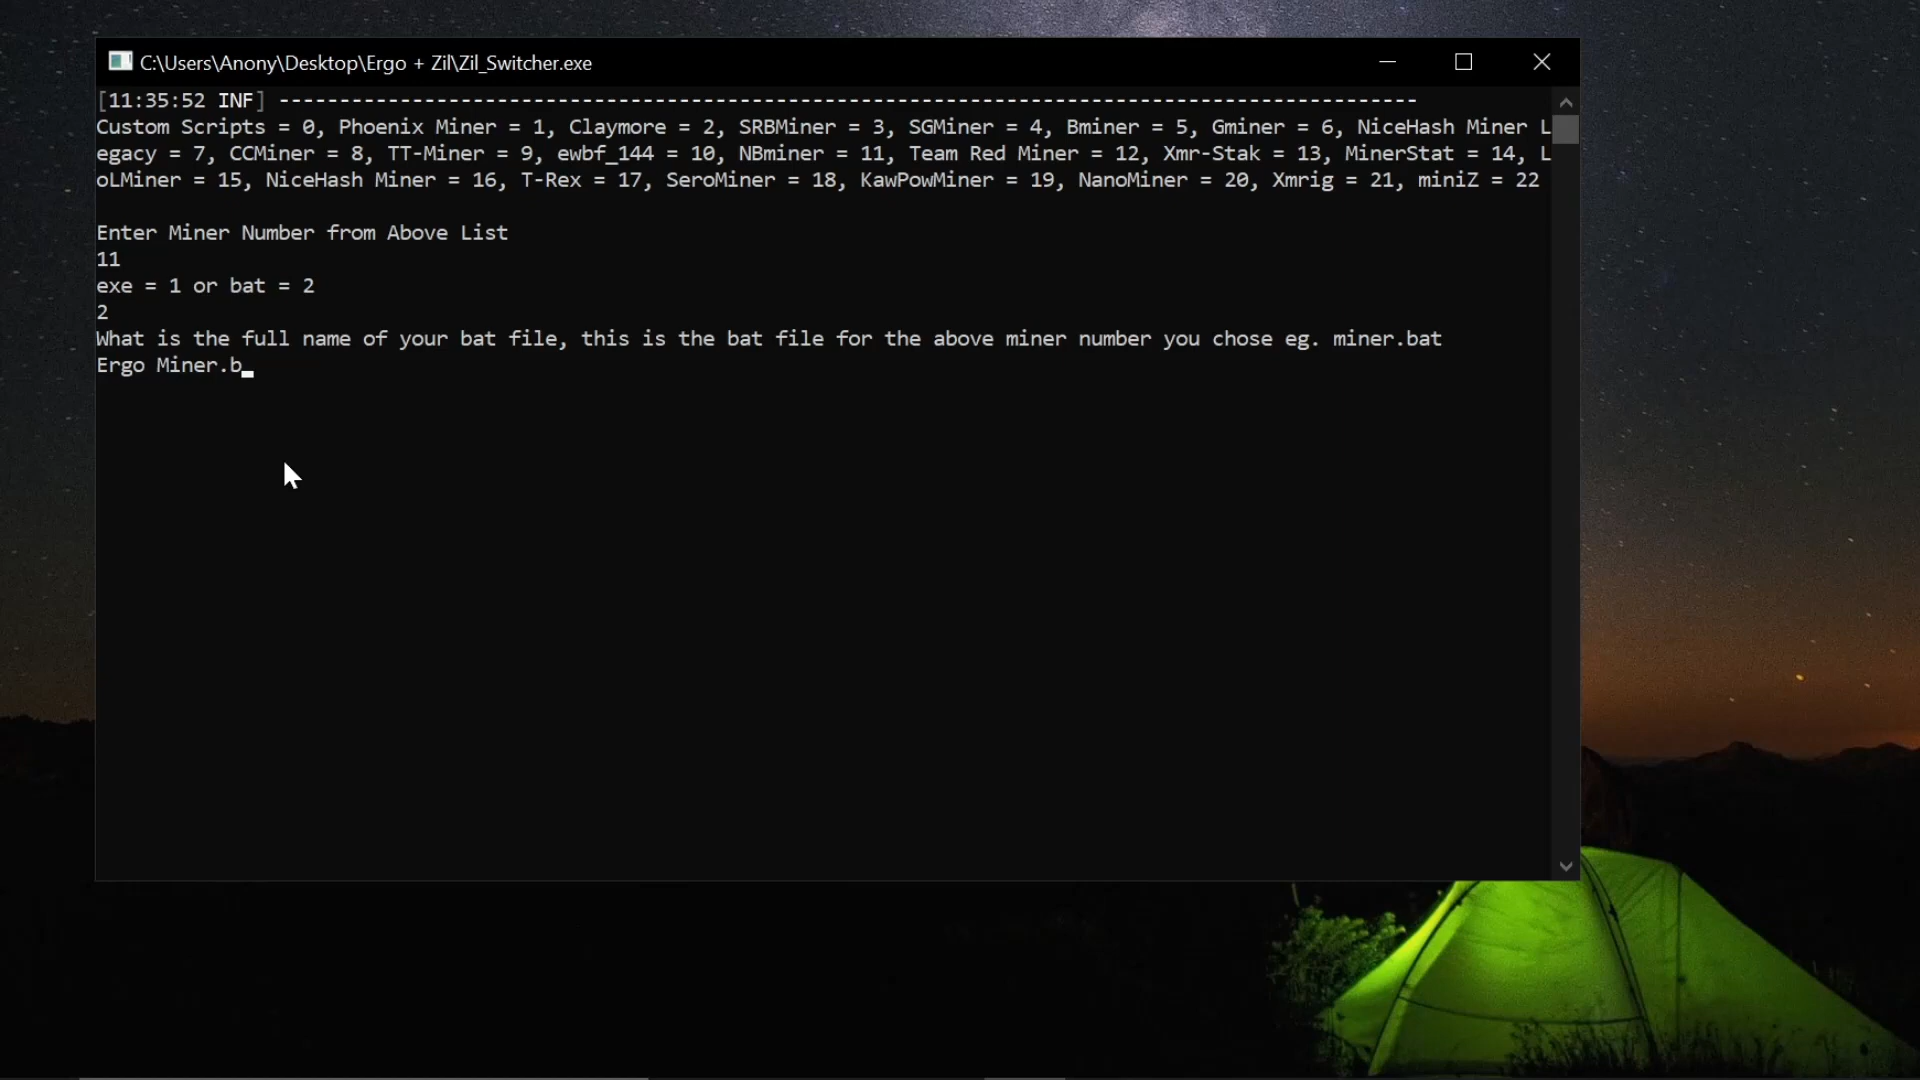 C:\Users\Anony\Desktop\Ergo + Zil\Zil_Switcher.exe
[11:35:52 INF] ----------------------------------------------------------------------------------------------
Custom Scripts = 0, Phoenix Miner = 1, Claymore = 2, SRBMiner = 3, SGMiner = 4, Bminer = 5, Gminer = 6, NiceHash Miner L
egacy = 7, CCMiner = 8, TT-Miner = 9, ewbf_144 = 10, NBminer = 11, Team Red Miner = 12, Xmr-Stak = 13, MinerStat = 14, L
oLMiner = 15, NiceHash Miner = 16, T-Rex = 17, SeroMiner = 18, KawPowMiner = 19, NanoMiner = 20, Xmrig = 21, miniZ = 22
Enter Miner Number from Above List
11
exe = 1 or bat = 2
2
What is the full name of your bat file, this is the bat file for the above miner number you chose eg. miner.bat
Ergo Miner.b